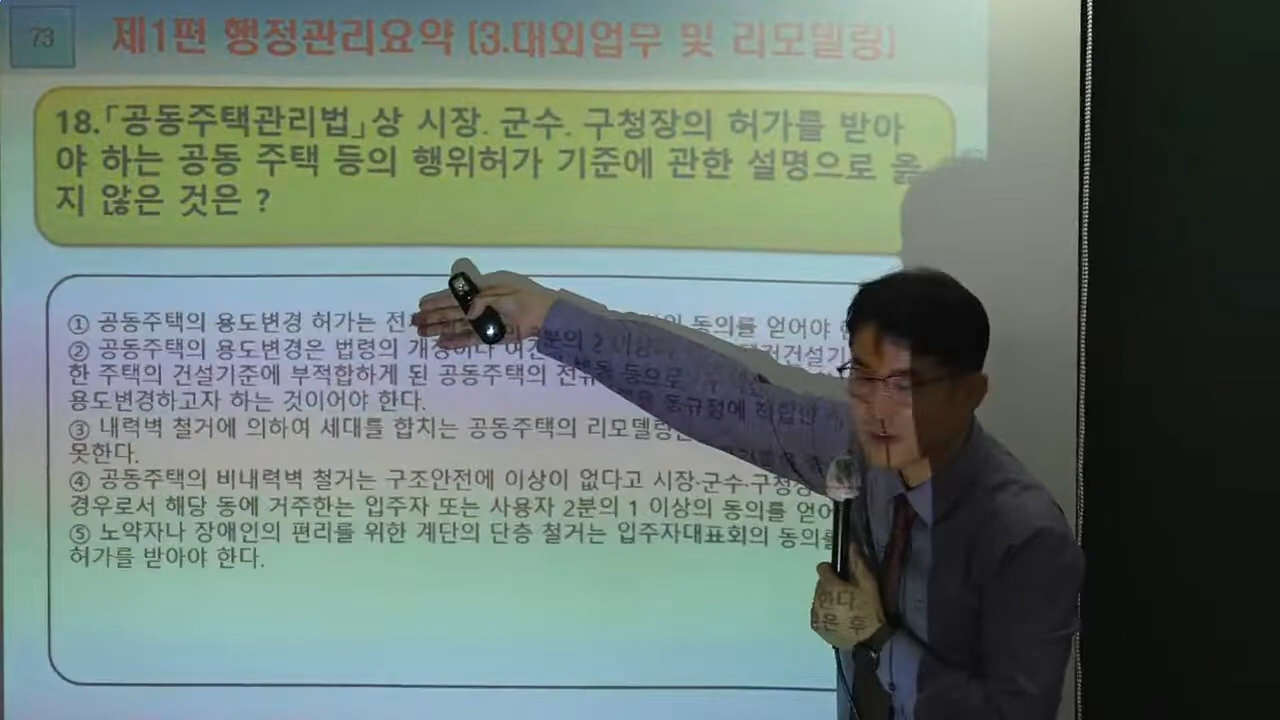 73
제1편 행정관리요약 (3.대외업무 및 리모델링)
18.「공동주택관리법」상 시장. 군수. 구청장의 허가를 받아
야 하는 공동 주택 등의 행위허가 기준에 관한 설명으로 옳
지 않은 것은 ?
① 공동주택의 용도변경 허가는 동의를 얻어야
② 공동주택의 용도변경은 법령의
한 주택의 건설기준에 부적합하게 된 공동주택의
용도변경하고자 하는 것이어야 한다.
③ 내력벽 철거에 의하여 세대를 합치는 공동주택의
못한다.
④ 공동주택의 비내력벽 철거는 구조안전에 이상이 없다고 시장·군수·구청장
경우로서 해당 동에 거주하는 입주자 또는 사용자 2분의 1 이상의 동의를 얻어
⑤ 노약자나 장애인의 편리를 위한 계단의 단층 철거는 입주자대표회의 동의를
허가를 받아야 한다.
한다
은 후